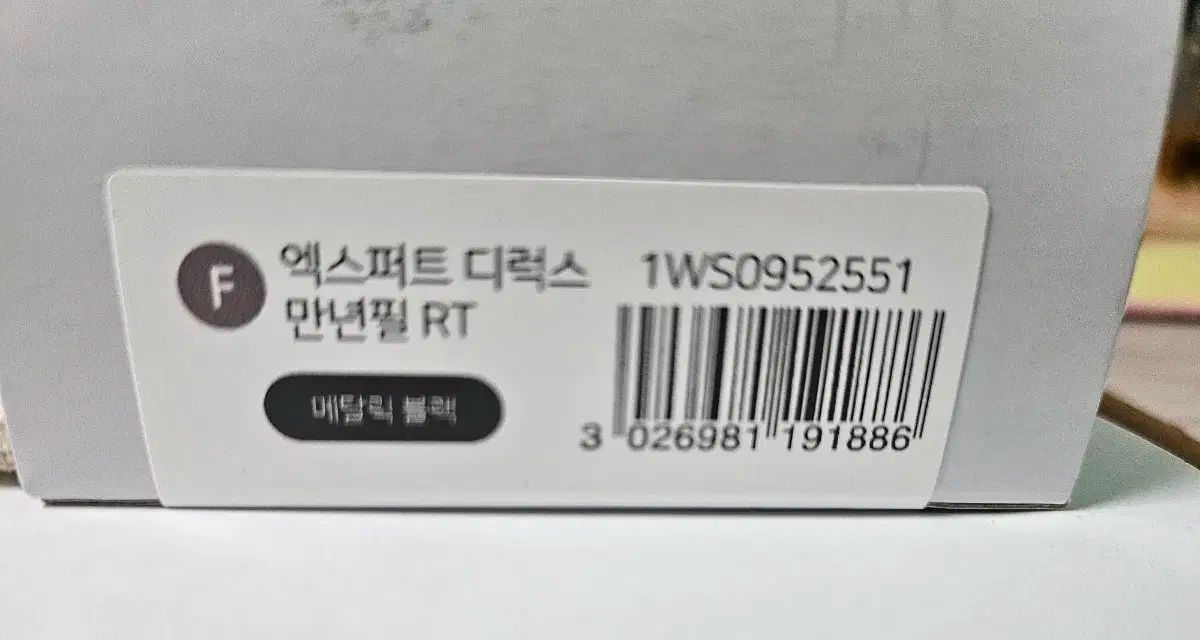 F
엑스퍼트 디럭스
만년필 RT
메탈릭 블랙
1WS0952551
3 026981 191886